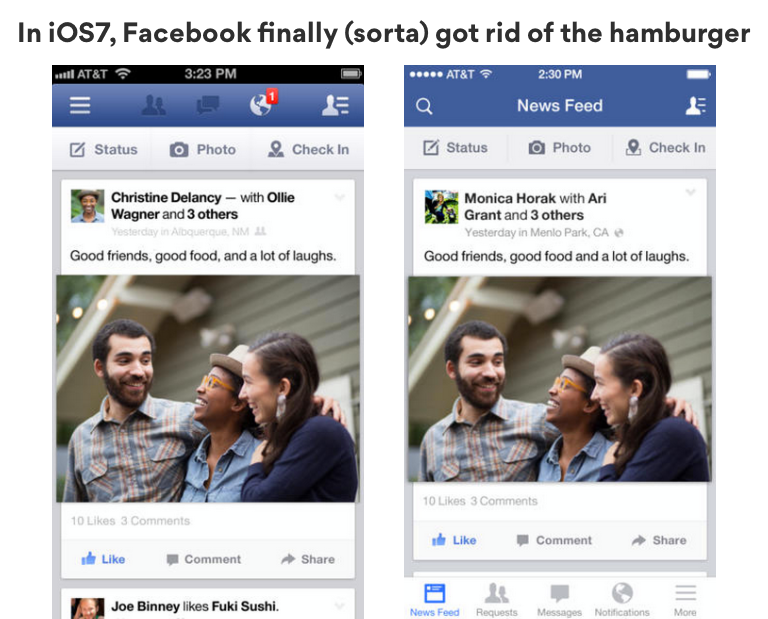 In iOS7, Facebook finally (sorta) got rid of the hamburger
AT&T 3:23 PM
1
Status Photo Check In
Christine Delancy — with Ollie
Wagner and 3 others
Yesterday in Albuquerque, NM
Good friends, good food, and a lot of laughs.
10 Likes 3 Comments
Like Comment Share
Joe Binney likes Fuki Sushi.
AT&T 2:30 PM
News Feed
Status Photo Check In
Monica Horak with Ari
Grant and 3 others
Yesterday in Menlo Park, CA
Good friends, good food and a lot of laughs.
10 Likes 3 Comments
Like Comment Share
News Feed Requests Messages Notifications More